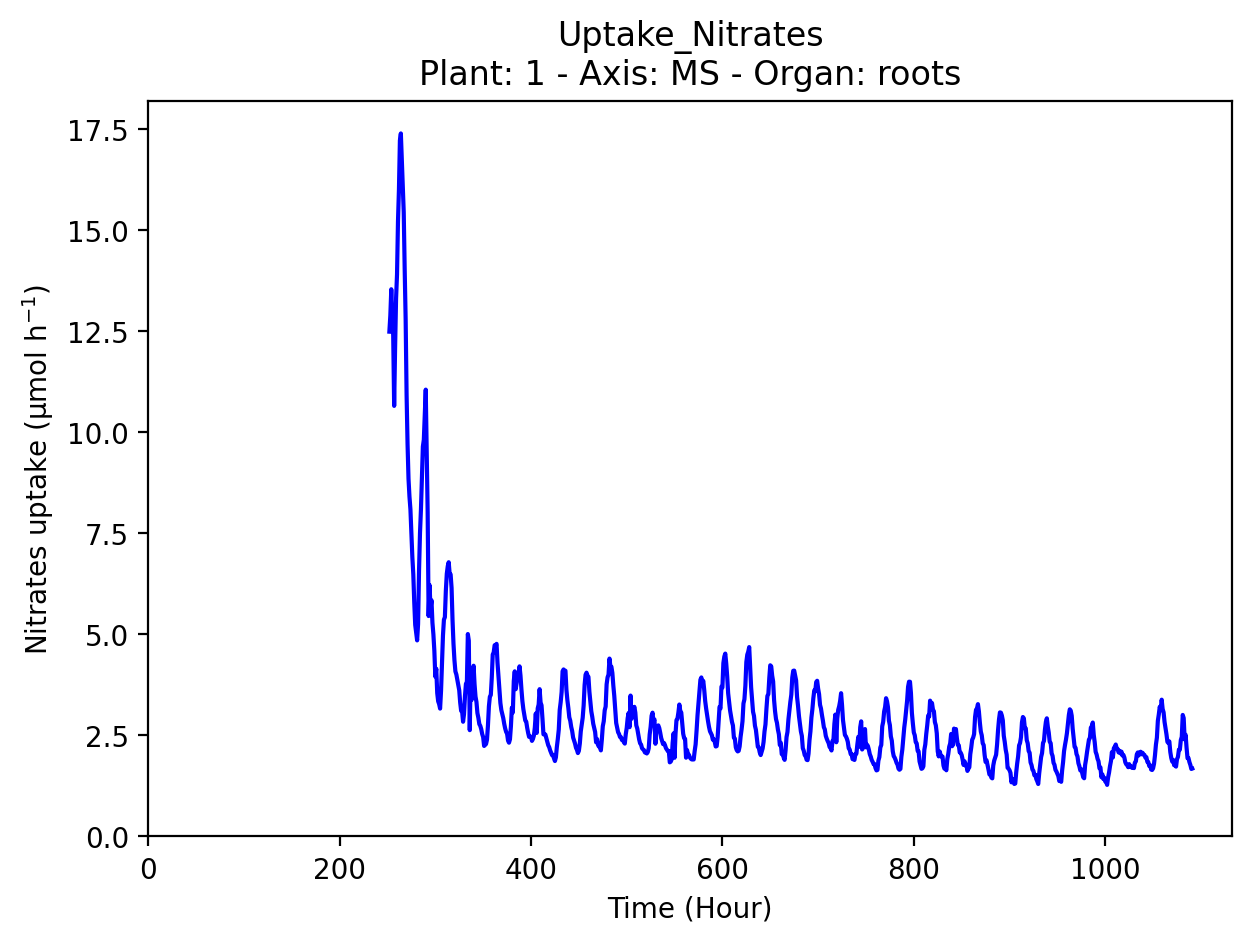 Uptake_Nitrates
Plant: 1 - Axis: MS - Organ: roots
17.5
15.0
12.5
10.0
7.5
5.0
2.5
0.0
Nitrates uptake (µmol h⁻¹)
0 200 400 600 800 1000
Time (Hour)